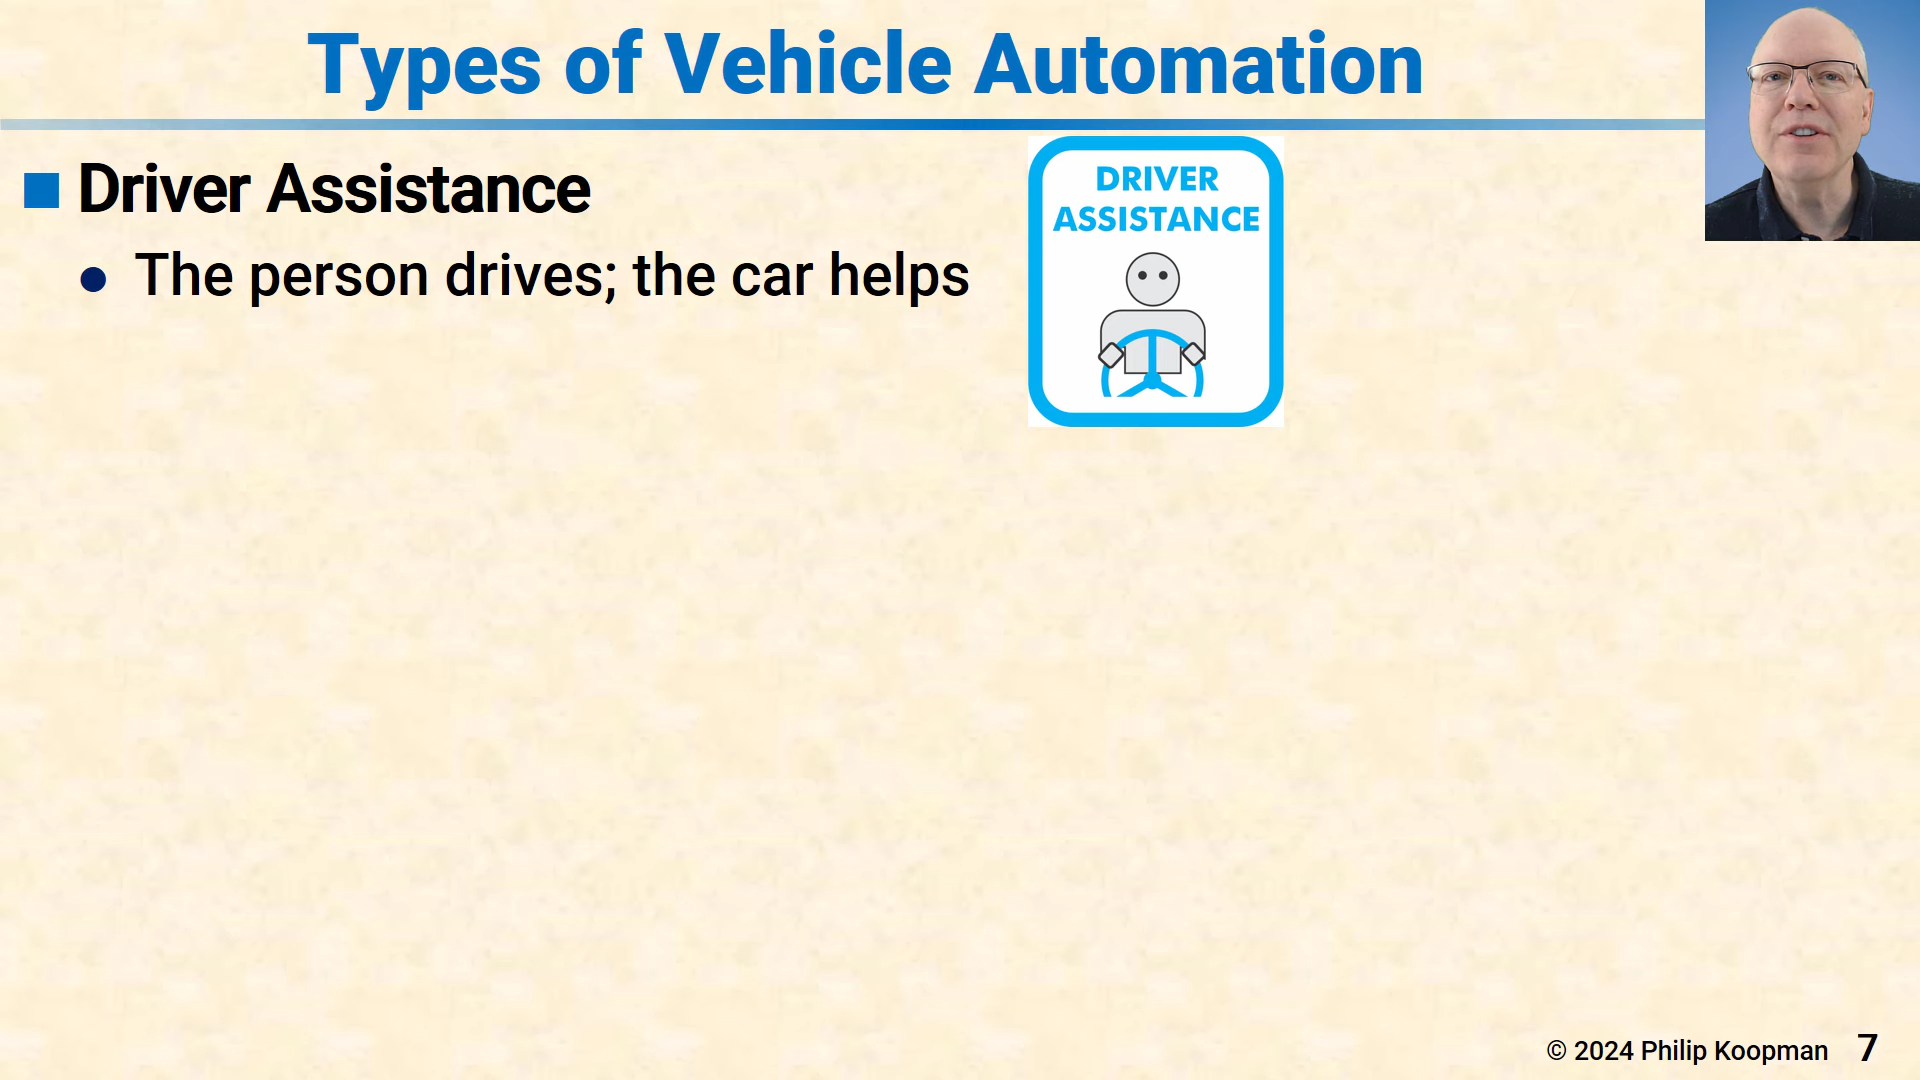 Types of Vehicle Automation
Driver Assistance
The person drives; the car helps
DRIVER
ASSISTANCE
© 2024 Philip Koopman 7